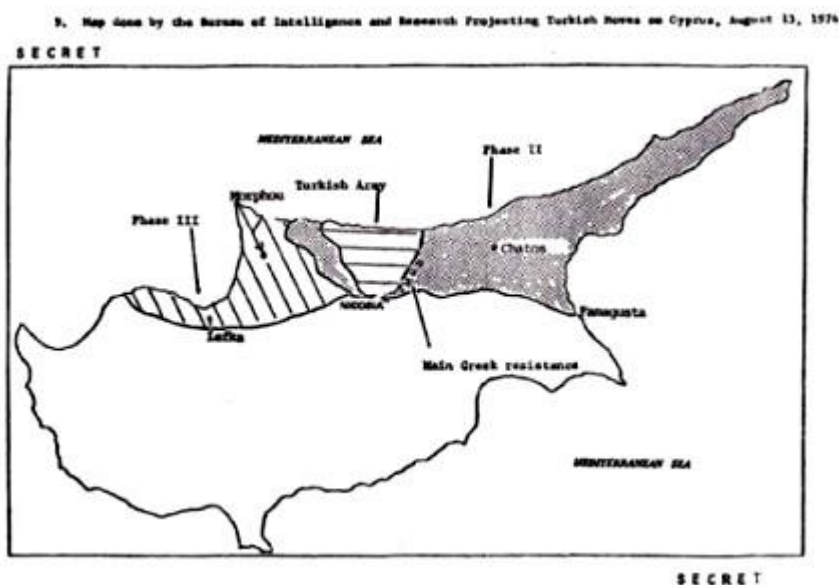 9. Map done by the Bureau of Intelligence and Research Projecting Turkish Moves on Cyprus, August 13, 1974
SECRET
MEDITERRANEAN SEA
Phase II
Turkish Army
Morphou
Phase III
Chatos
NICOSIA
Famagusta
Lefka
Main Greek resistance
MEDITERRANEAN SEA
SECRET